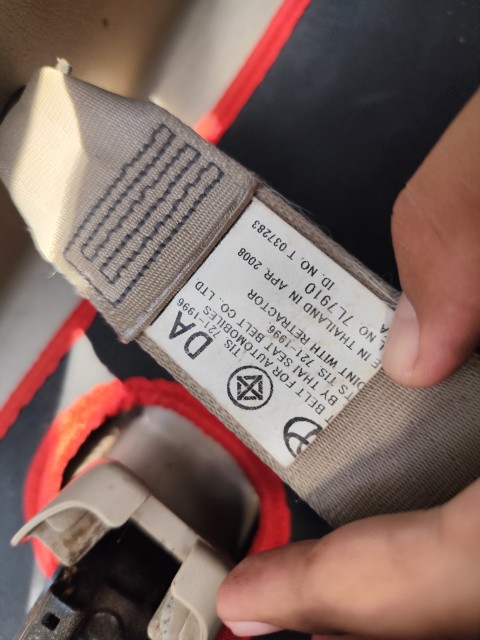 DA
TIS
721-1996
BELT FOR AUTOMOBILES
BY THAI SEAT BELT CO., LTD.
TIS 721-1996
WITH RETRACTOR
IN THAILAND IN APR 2008
NO 7L7910
ID. NO. T 037283